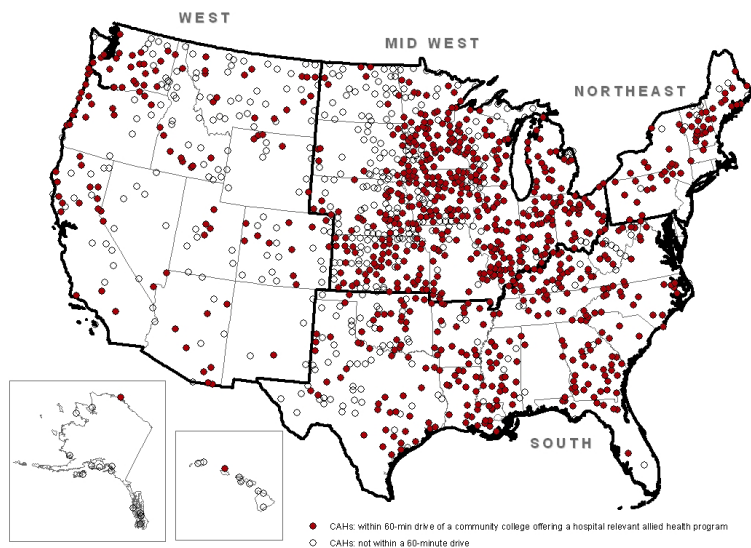 WEST
MID WEST
NORTHEAST
SOUTH
CAHs: within 60-min drive of a community college offering a hospital relevant allied health program
CAHs: not within a 60-minute drive